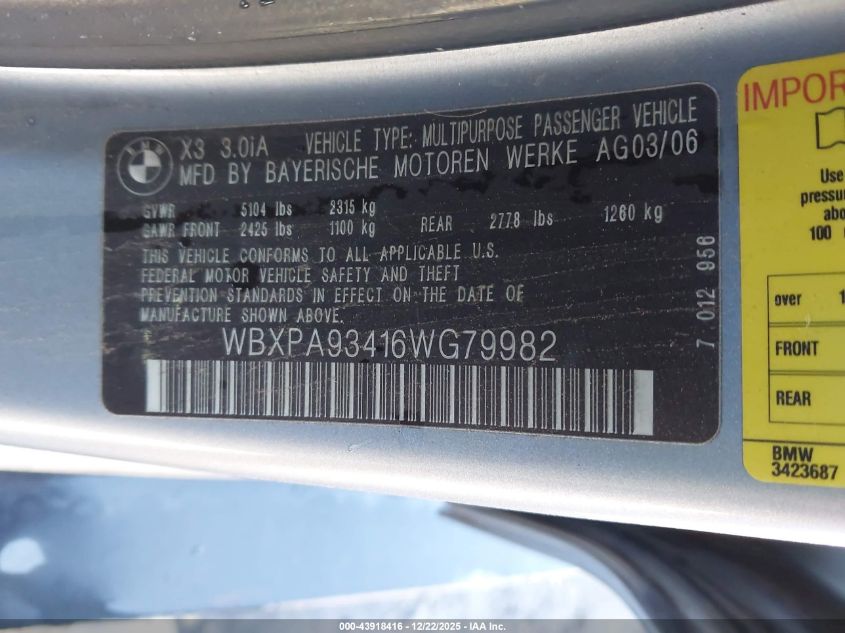 BMW
X3 3.0iA VEHICLE TYPE: MULTIPURPOSE PASSENGER VEHICLE
MFD BY BAYERISCHE MOTOREN WERKE AG03/06
GVWR 5104 lbs 2315 kg
GAWR FRONT 2425 lbs 1100 kg REAR 2778 lbs 1260 kg
THIS VEHICLE CONFORMS TO ALL APPLICABLE U.S.
FEDERAL MOTOR VEHICLE SAFETY AND THEFT
PREVENTION STANDARDS IN EFFECT ON THE DATE OF
MANUFACTURE SHOWN ABOVE.
WBXPA93416WG79982
7 012 956
IMPOR
Use
pressu
abo
100
over 1
FRONT
REAR
BMW
3423687
000-43918416 - 12/22/2025 - IAA Inc.